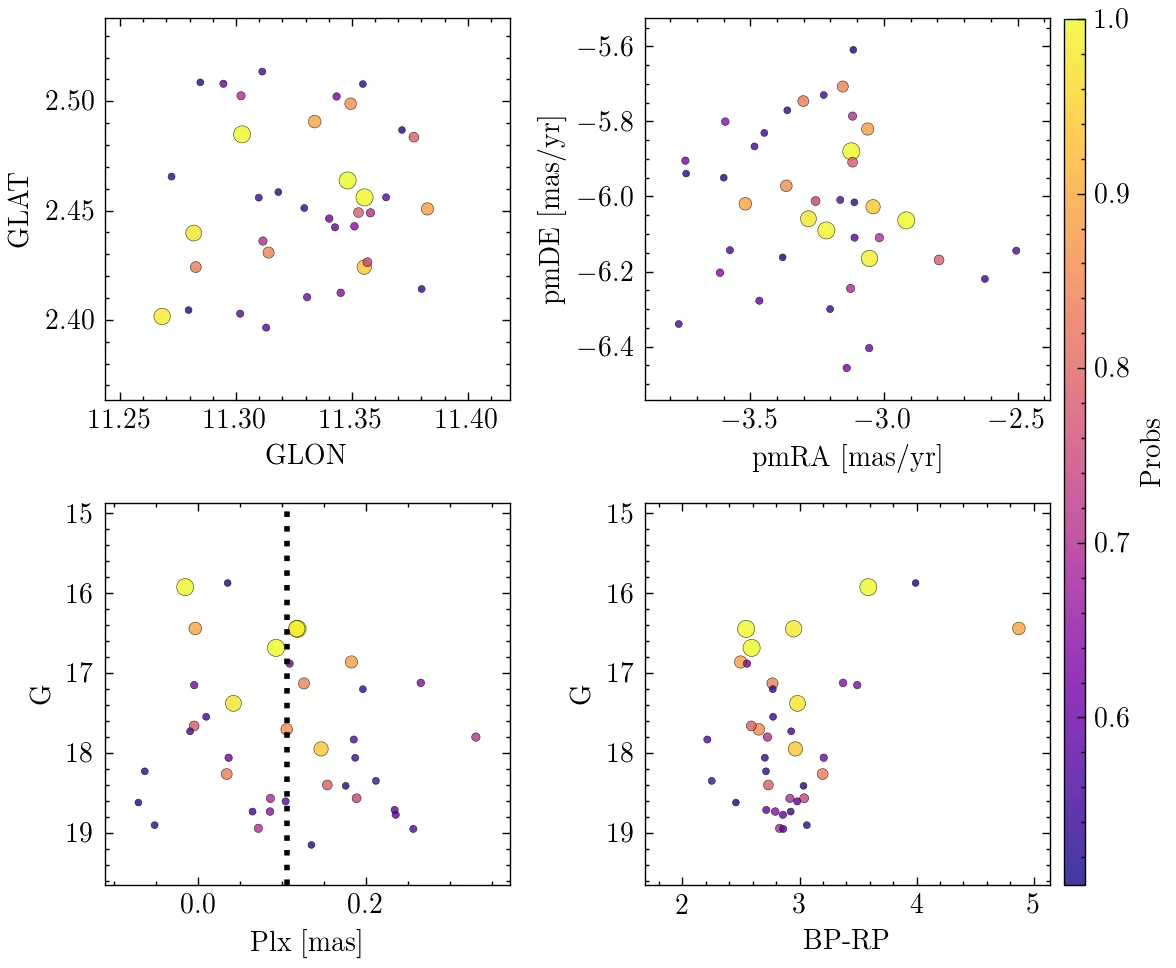 2.50
2.45
2.40
GLAT
11.25 11.30 11.35 11.40
GLON
−5.6
−5.8
−6.0
−6.2
−6.4
pmDE [mas/yr]
−3.5 −3.0 −2.5
pmRA [mas/yr]
15
16
17
18
19
G
0.0 0.2
Plx [mas]
15
16
17
18
19
G
2 3 4 5
BP-RP
1.0
0.9
0.8
0.7
0.6
Probs